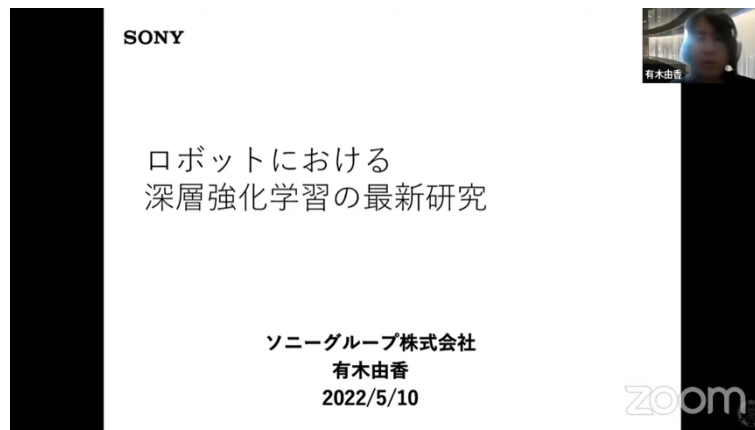 SONY
有木由香
ロボットにおける
深層強化学習の最新研究
ソニーグループ株式会社
有木由香
2022/5/10
zoom